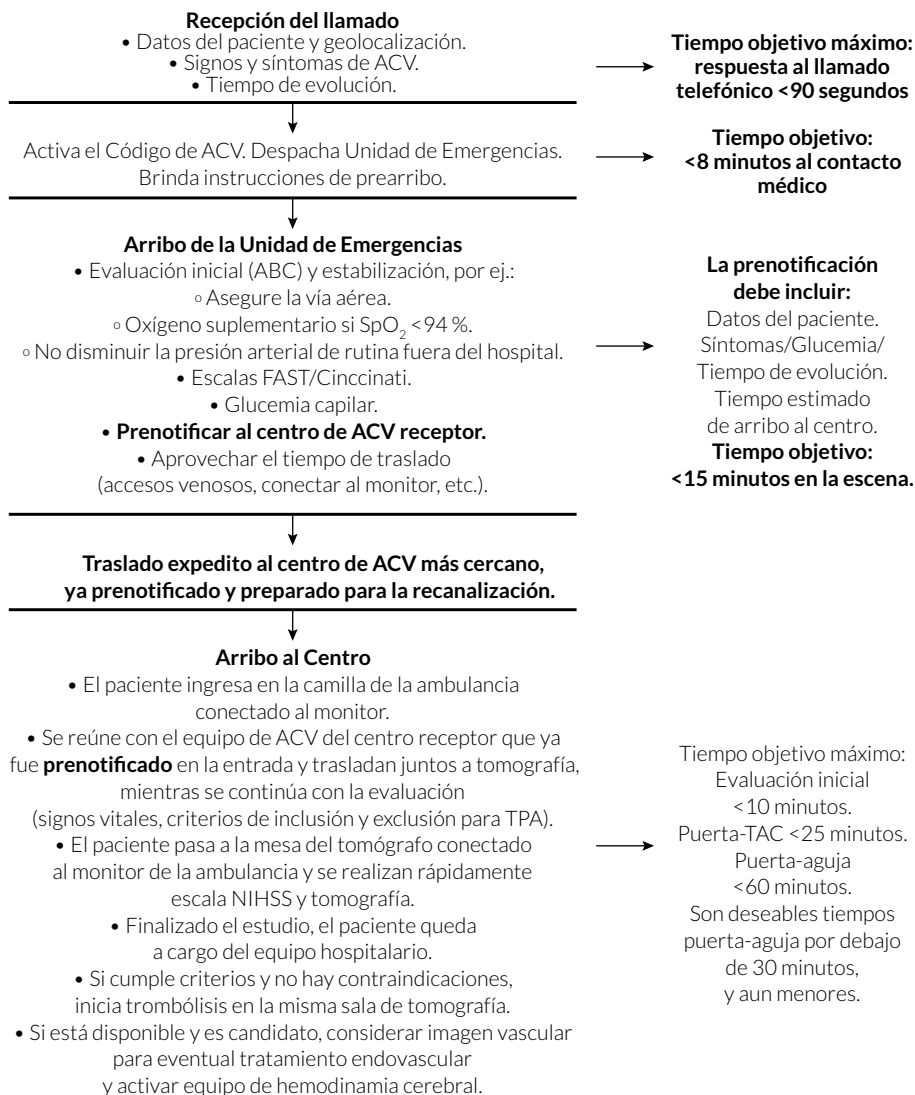 Recepción del llamado
• Datos del paciente y geolocalización.
• Signos y síntomas de ACV.
• Tiempo de evolución.
Tiempo objetivo máximo:
respuesta al llamado
telefónico <90 segundos
Activa el Código de ACV. Despacha Unidad de Emergencias.
Brinda instrucciones de prearribo.
Tiempo objetivo:
<8 minutos al contacto
médico
Arribo de la Unidad de Emergencias
• Evaluación inicial (ABC) y estabilización, por ej.:
o Asegure la vía aérea.
o Oxígeno suplementario si SpO2 <94 %.
o No disminuir la presión arterial de rutina fuera del hospital.
• Escalas FAST/Cinccinati.
• Glucemia capilar.
• Prenotificar al centro de ACV receptor.
• Aprovechar el tiempo de traslado
(accesos venosos, conectar al monitor, etc.).
La prenotificación
debe incluir:
Datos del paciente.
Síntomas/Glucemia/
Tiempo de evolución.
Tiempo estimado
de arribo al centro.
Tiempo objetivo:
<15 minutos en la escena.
Traslado expedito al centro de ACV más cercano,
ya prenotificado y preparado para la recanalización.
Arribo al Centro
• El paciente ingresa en la camilla de la ambulancia
conectado al monitor.
• Se reúne con el equipo de ACV del centro receptor que ya
fue prenotificado en la entrada y trasladan juntos a tomografía,
mientras se continúa con la evaluación
(signos vitales, criterios de inclusión y exclusión para TPA).
• El paciente pasa a la mesa del tomógrafo conectado
al monitor de la ambulancia y se realizan rápidamente
escala NIHSS y tomografía.
• Finalizado el estudio, el paciente queda
a cargo del equipo hospitalario.
• Si cumple criterios y no hay contraindicaciones,
inicia trombólisis en la misma sala de tomografía.
• Si está disponible y es candidato, considerar imagen vascular
para eventual tratamiento endovascular
y activar equipo de hemodinamia cerebral.
Tiempo objetivo máximo:
Evaluación inicial
<10 minutos.
Puerta-TAC <25 minutos.
Puerta-aguja
<60 minutos.
Son deseables tiempos
puerta-aguja por debajo
de 30 minutos,
y aun menores.